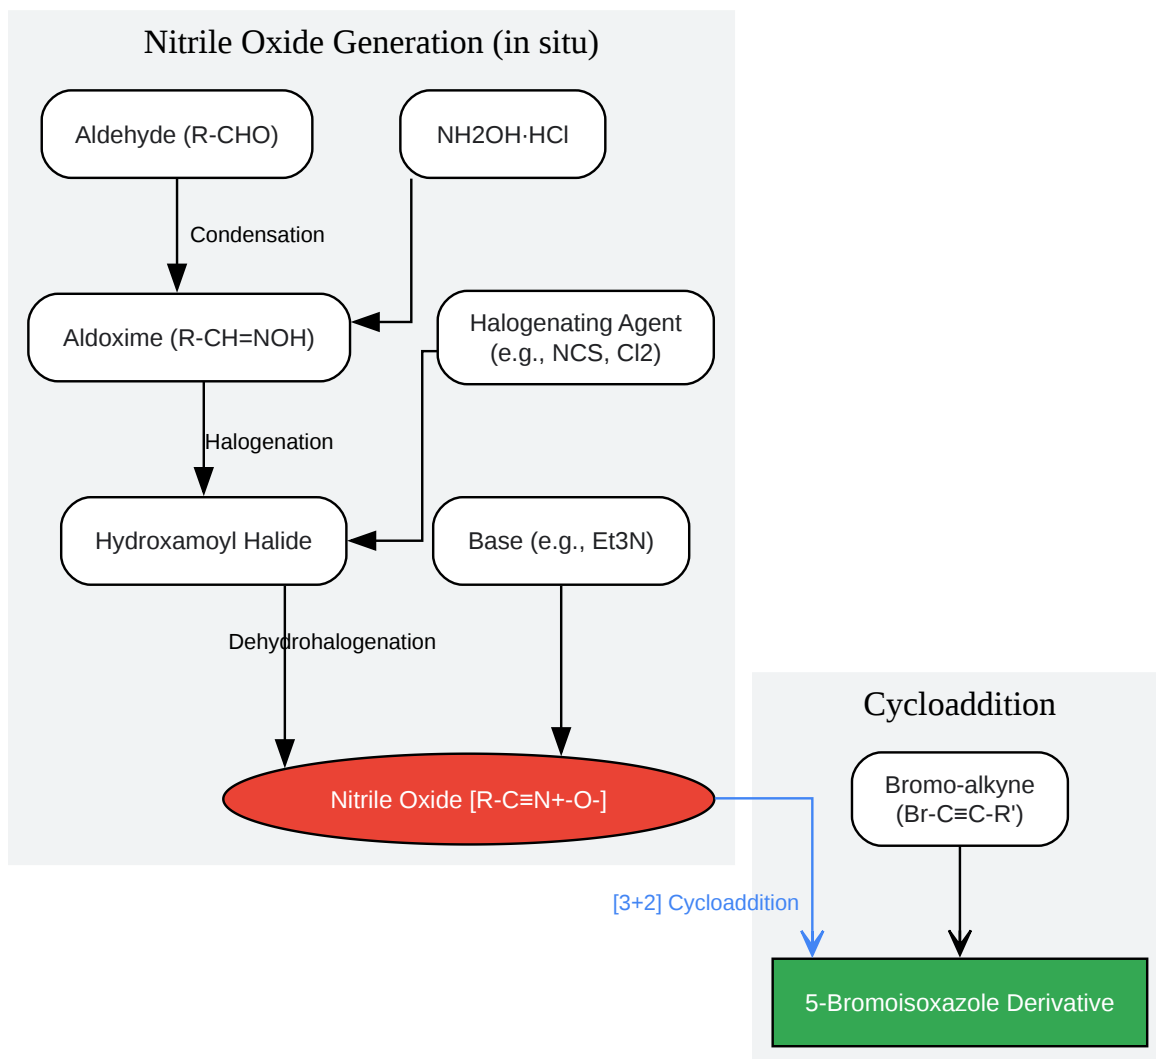 Nitrile Oxide Generation (in situ)
Aldehyde (R-CHO)
NH2OH·HCl
Condensation
Aldoxime (R-CH=NOH)
Halogenating Agent
(e.g., NCS, Cl2)
Halogenation
Hydroxamoyl Halide
Base (e.g., Et3N)
Dehydrohalogenation
Nitrile Oxide [R-C≡N+-O-]
Cycloaddition
Bromo-alkyne
(Br-C≡C-R')
[3+2] Cycloaddition
5-Bromoisoxazole Derivative